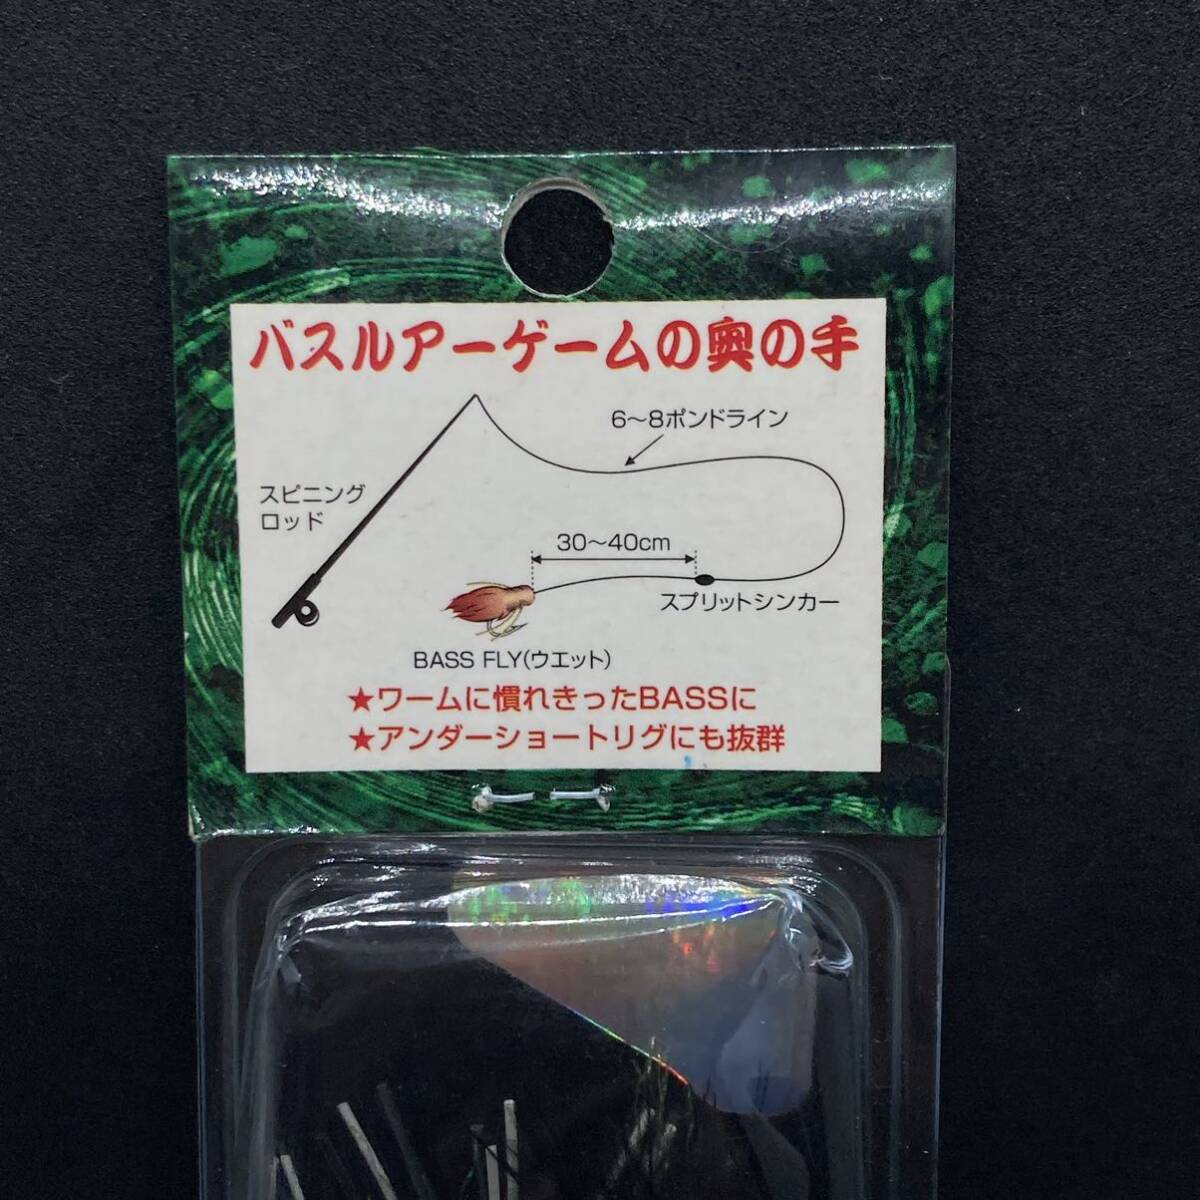 バスルアーゲームの奥の手
6〜8ポンドライン
スピニング
ロッド
30〜40cm
スプリットシンカー
BASS FLY(ウエット)
★ワームに慣れきったBASSに
★アンダーショートリグにも抜群